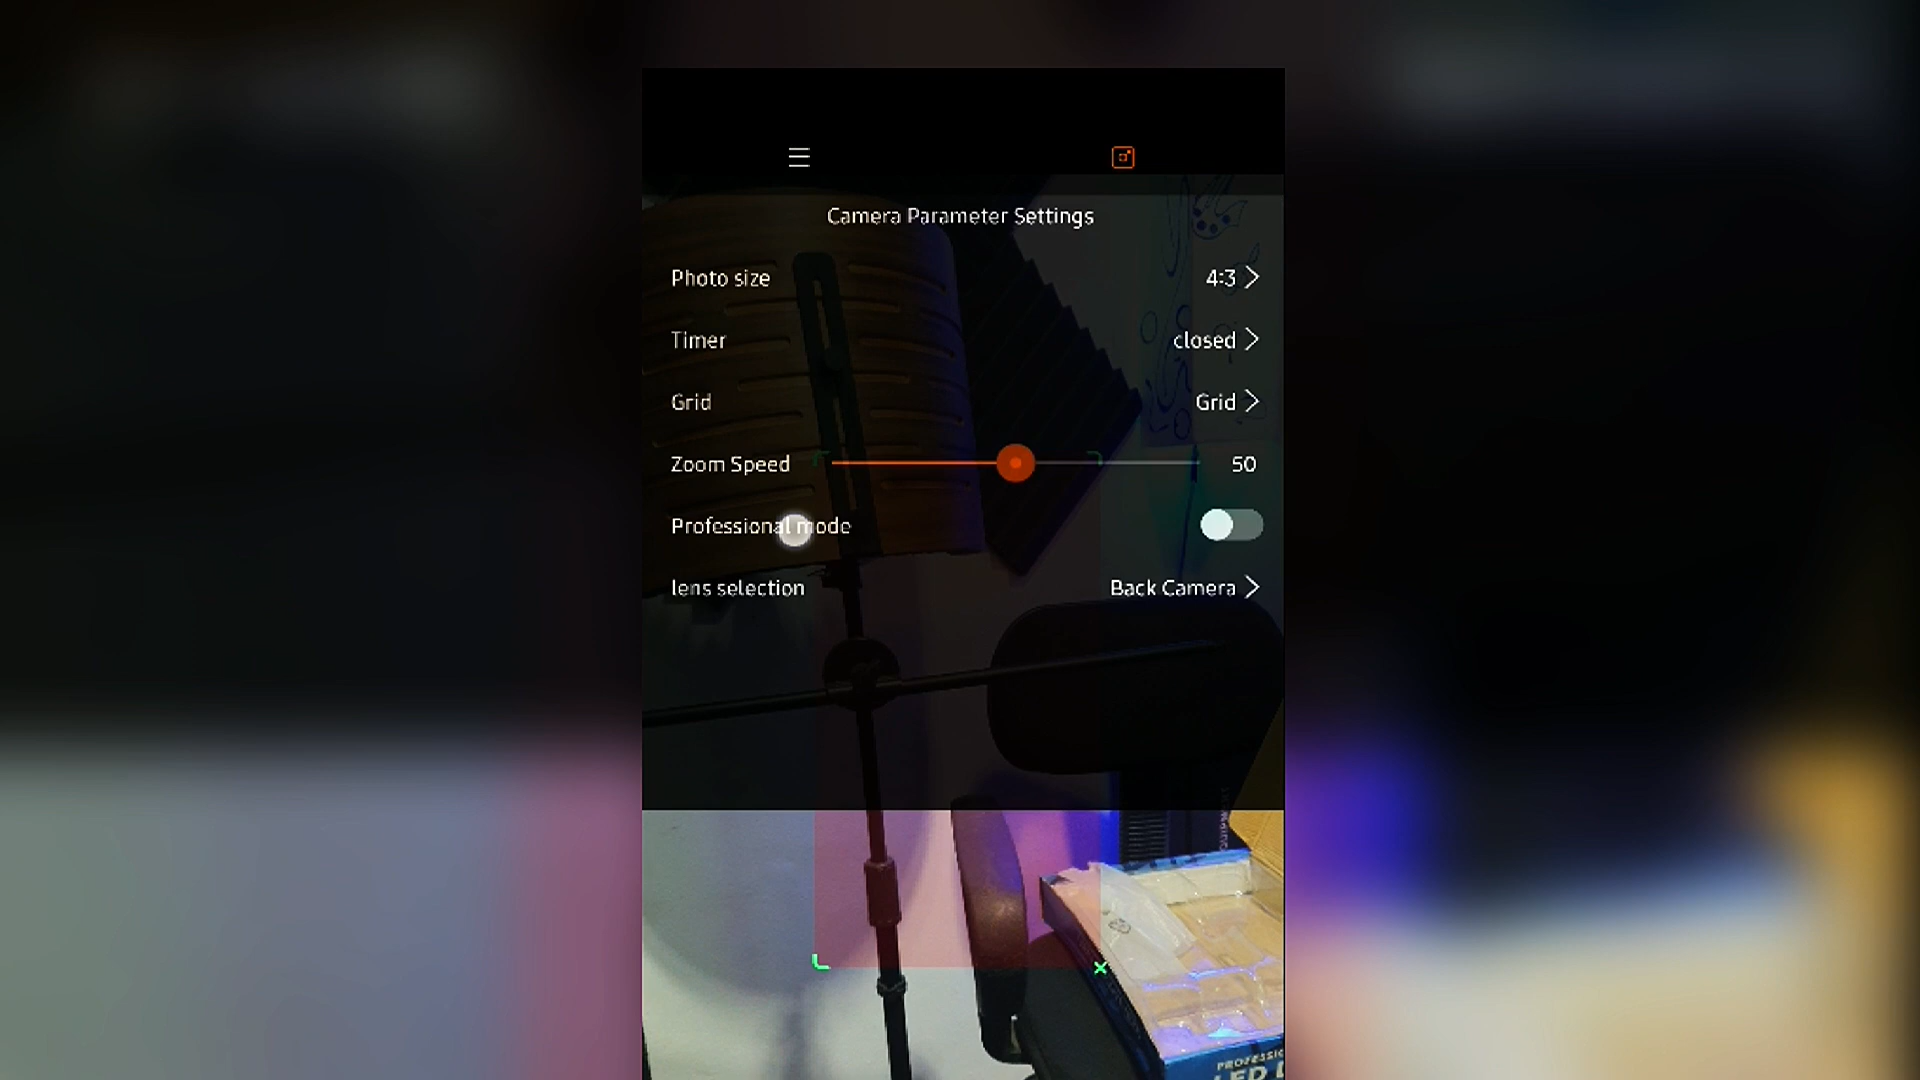 Camera Parameter Settings
Photo size 4:3
Timer closed
Grid Grid
Zoom Speed 50
Professional mode
lens selection Back Camera